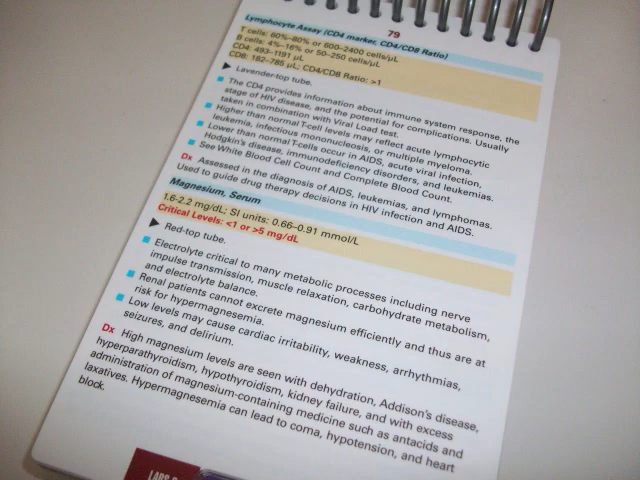 79
Lymphocyte Assay (CD4 marker, CD4/CD8 Ratio)
T cells: 60%–80% or 600–2400 cells/µL
B cells: 4%–16% or 50–250 cells/µL
CD4: 493–1191 µL
CD8: 182–785 µL; CD4/CD8 Ratio: >1
Lavender-top tube.
The CD4 provides information about immune system response, the
stage of HIV disease, and the potential for complications. Usually
taken in combination with Viral Load test.
Higher than normal T-cell levels may reflect acute lymphocytic
leukemia, infectious mononucleosis, or multiple myeloma.
Lower than normal T-cells occur in AIDS, acute viral infection,
Hodgkin's disease, immunodeficiency disorders, and leukemias.
See White Blood Cell Count and Complete Blood Count.
Dx Assessed in the diagnosis of AIDS, leukemias, and lymphomas.
Used to guide drug therapy decisions in HIV infection and AIDS.
Magnesium, Serum
1.6-2.2 mg/dL; SI units: 0.66–0.91 mmol/L
Critical Levels: <1 or >5 mg/dL
Red-top tube.
Electrolyte critical to many metabolic processes including nerve
impulse transmission, muscle relaxation, carbohydrate metabolism,
and electrolyte balance.
Renal patients cannot excrete magnesium efficiently and thus are at
risk for hypermagnesemia.
Low levels may cause cardiac irritability, weakness, arrhythmias,
seizures, and delirium.
Dx High magnesium levels are seen with dehydration, Addison's disease,
hyperparathyroidism, hypothyroidism, kidney failure, and with excess
administration of magnesium-containing medicine such as antacids and
laxatives. Hypermagnesemia can lead to coma, hypotension, and heart
block.
LABS